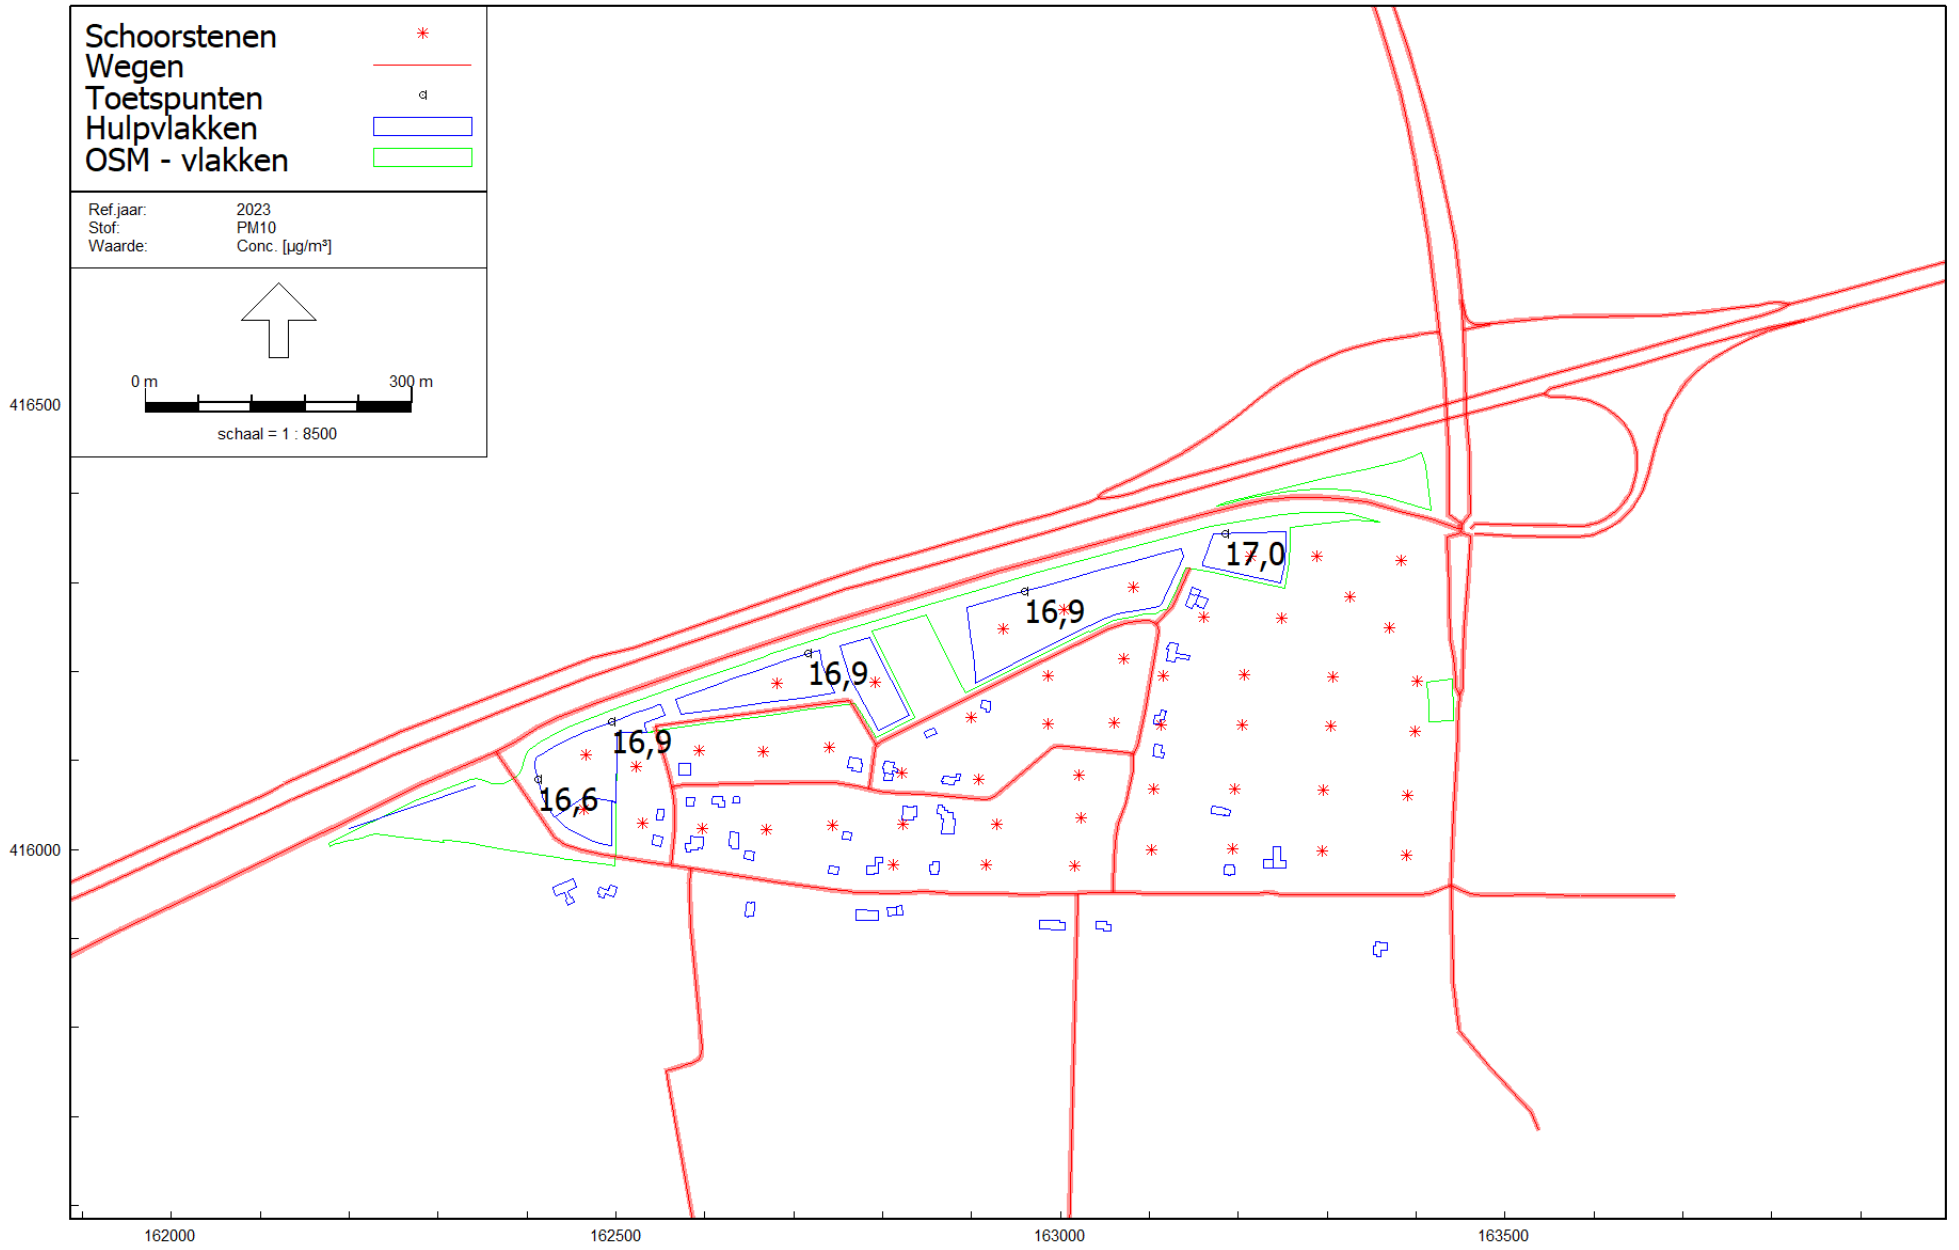 Schoorstenen
Wegen
Toetspunten
Hulpvlakken
OSM - vlakken
Ref.jaar: 2023
Stof: PM10
Waarde: Conc. [µg/m³]
0 m 300 m
schaal = 1 : 8500
416500
17,0
16,9
16,9
16,9
16,6
416000
162000 162500 163000 163500